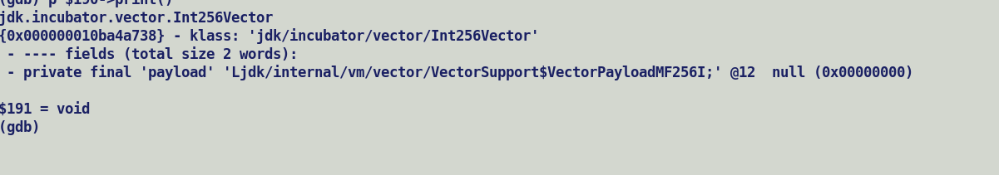 (gdb) p $190->print()
jdk.incubator.vector.Int256Vector
{0x000000010ba4a738} - klass: 'jdk/incubator/vector/Int256Vector'
 - ---- fields (total size 2 words):
 - private final 'payload' 'Ljdk/internal/vm/vector/VectorSupport$VectorPayloadMF256I;' @12  null (0x00000000)

$191 = void
(gdb)